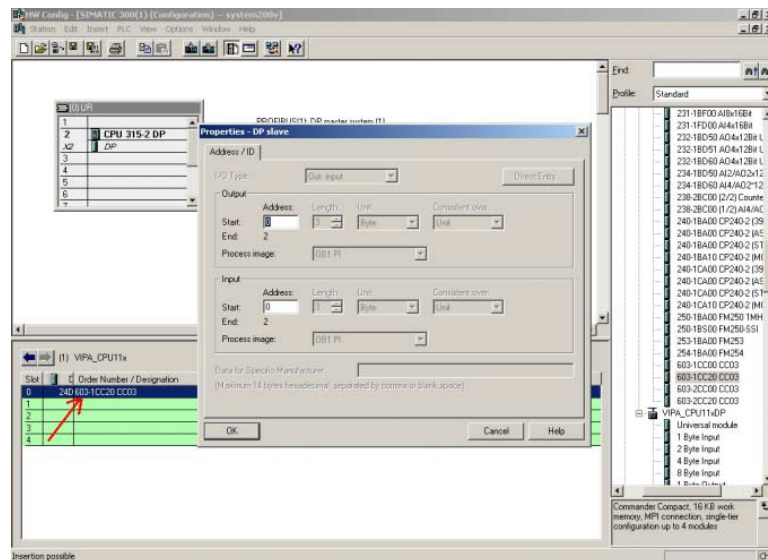 HW Config - [SIMATIC 300(1) (Configuration) -- system200v]
Station Edit Insert PLC View Options Window Help
Find:
Profile: Standard
(0) UR
1
2 CPU 315-2 DP
X2 DP
3
4
5
6
7
PROFIBUS(1): DP master system (1)
Properties - DP slave
Address / ID
I/O Type: Out- input
Direct Entry...
Output
Address: Length: Unit: Consistent over:
Start: 0 3 Byte Unit
End: 2
Process image: OB1 PI
Input
Address: Length: Unit: Consistent over:
Start: 0 3 Byte Unit
End: 2
Process image: OB1 PI
Data for Specific Manufacturer:
(Maximum 14 bytes hexadecimal, separated by comma or blank space)
OK
Cancel
Help
231-1BF00 AI8x16Bit
231-1FD00 AI4x16Bit
232-1BD50 AO4x12Bit U
232-1BD51 AO4x12Bit U
232-1BD60 AO4x12Bit
234-1BD50 AI2/AO2x12
234-1BD60 AI4/AO2*12
238-2BC00 (2/2) Counte
238-2BC00 (1/2) AI4/AO
240-1BA00 CP240-2 (39
240-1BA00 CP240-2 (AS
240-1BA00 CP240-2 (ST
240-1BA10 CP240-2 (MO
240-1CA00 CP240-2 (39
240-1CA00 CP240-2 (AS
240-1CA00 CP240-2 (ST
240-1CA10 CP240-2 (MO
250-1BA00 FM250 1MH
250-1BS00 FM250-SSI
253-1BA00 FM253
254-1BA00 FM254
603-1CC00 CC03
603-1CC20 CC03
603-2CC00 CC03
603-2CC20 CC03
VIPA_CPU11xDP
Universal module
1 Byte Input
2 Byte Input
4 Byte Input
8 Byte Input
1 Byte Output
(1) VIPA_CPU11x
Slot Order Number / Designation
0 24D 603-1CC20 CC03
1
2
3
4
Commander Compact, 16 KB work
memory, MPI connection, single-tier
configuration up to 4 modules
Insertion possible